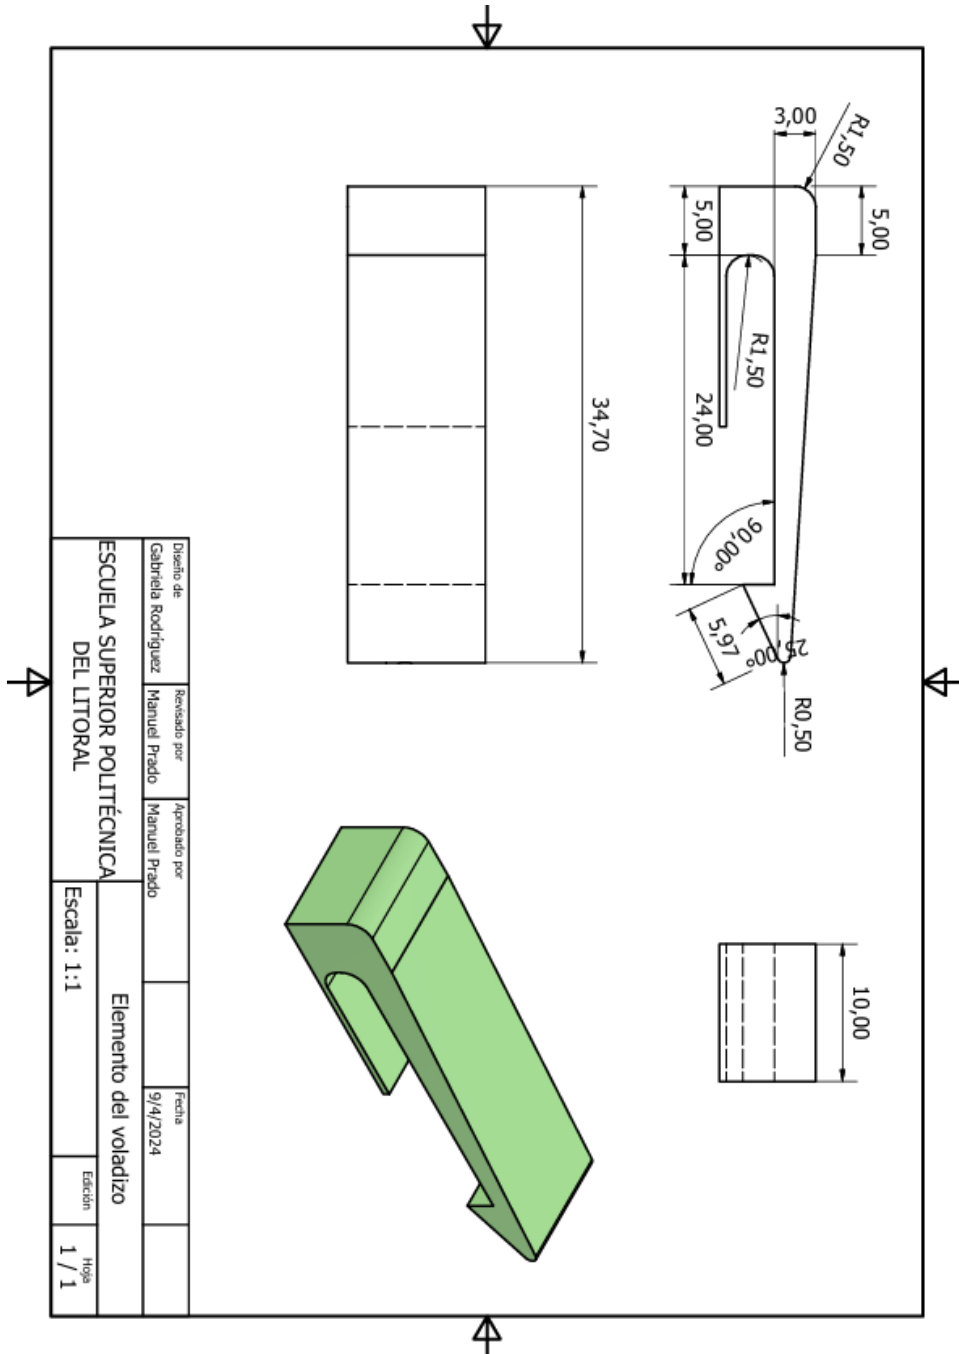 3,00
R1,50
5,00
5,00
R1,50
24,00
90,00°
5,97
25,00°
R0,50
34,70
10,00
Diseño de
Gabriela Rodríguez
Revisado por
Manuel Prado
Aprobado por
Manuel Prado
Fecha
9/4/2024
ESCUELA SUPERIOR POLITÉCNICA
DEL LITORAL
Elemento del voladizo
Escala: 1:1
Edición
Hoja
1 / 1